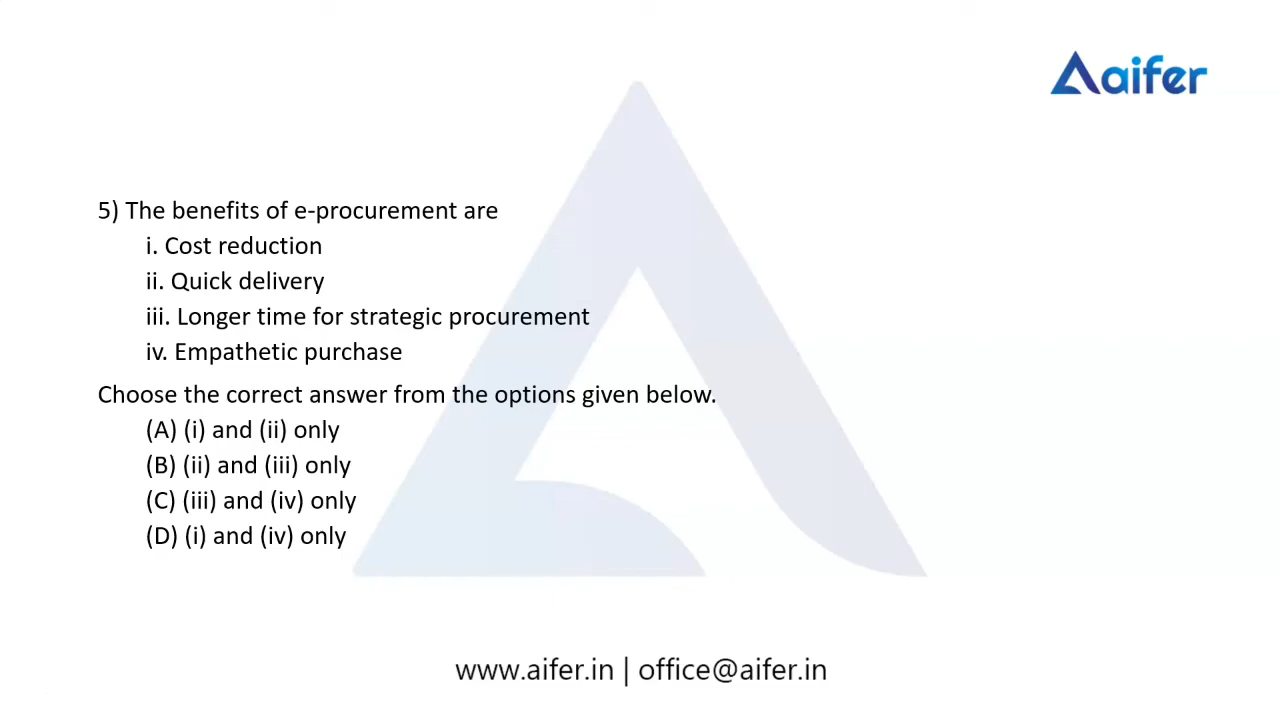 aifer
5) The benefits of e-procurement are
i. Cost reduction
ii. Quick delivery
iii. Longer time for strategic procurement
iv. Empathetic purchase
Choose the correct answer from the options given below.
(A) (i) and (ii) only
(B) (ii) and (iii) only
(C) (iii) and (iv) only
(D) (i) and (iv) only
www.aifer.in | office@aifer.in